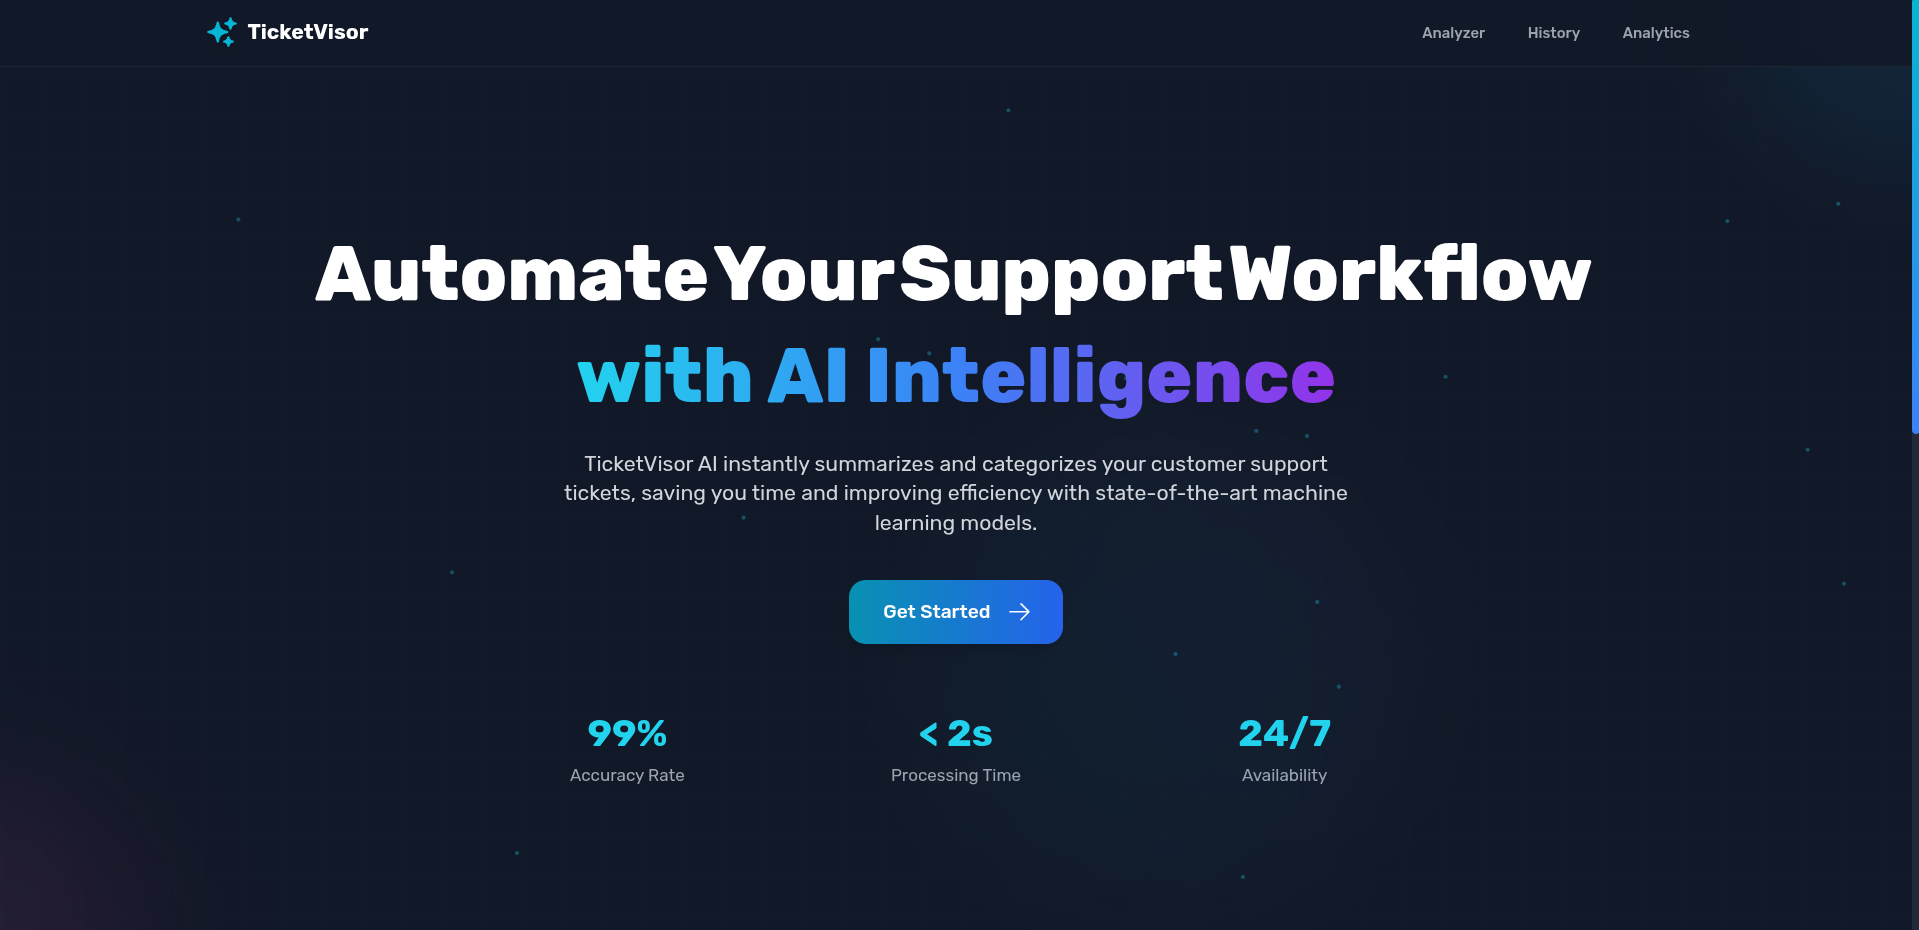 TicketVisor
Analyzer
History
Analytics
Automate Your Support Workflow
with AI Intelligence
TicketVisor AI instantly summarizes and categorizes your customer support
tickets, saving you time and improving efficiency with state-of-the-art machine
learning models.
Get Started
99%
Accuracy Rate
< 2s
Processing Time
24/7
Availability